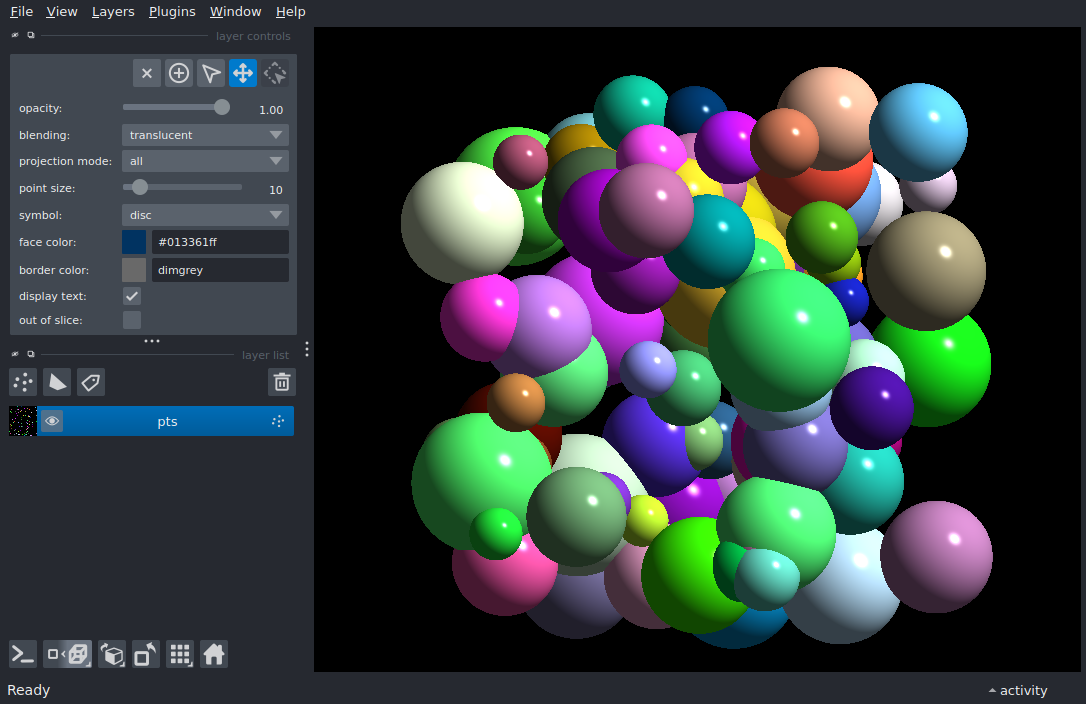 File View Layers Plugins Window Help
layer controls
opacity: 1.00
blending: translucent
projection mode: all
point size: 10
symbol: disc
face color: #013361ff
border color: dimgrey
display text:
out of slice:
layer list
pts
Ready
activity